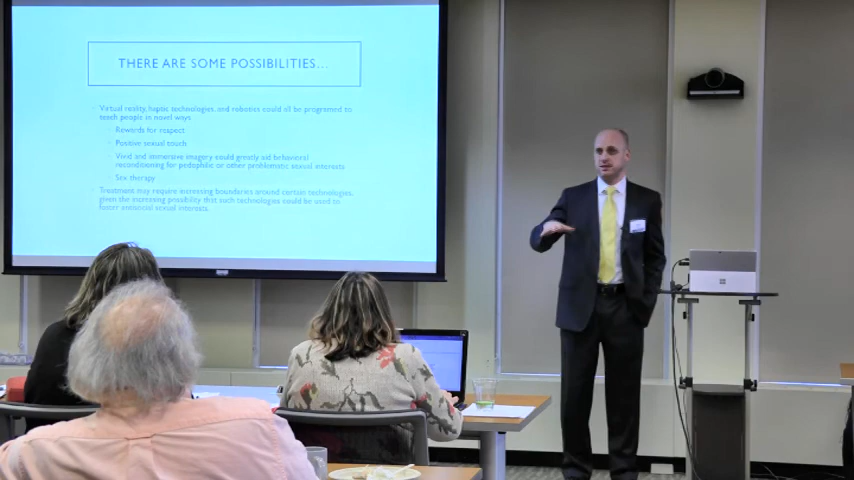 THERE ARE SOME POSSIBILITIES...
Virtual reality, haptic technologies, and robotics could all be programed to
teach people in novel ways
Rewards for respect
Positive sexual touch
Vivid and immersive imagery could greatly aid behavioral
reconditioning for pedophilic or other problematic sexual interests
Sex therapy
Treatment may require increasing boundaries around certain technologies,
given the increasing possibility that such technologies could be used to
foster antisocial sexual interests.